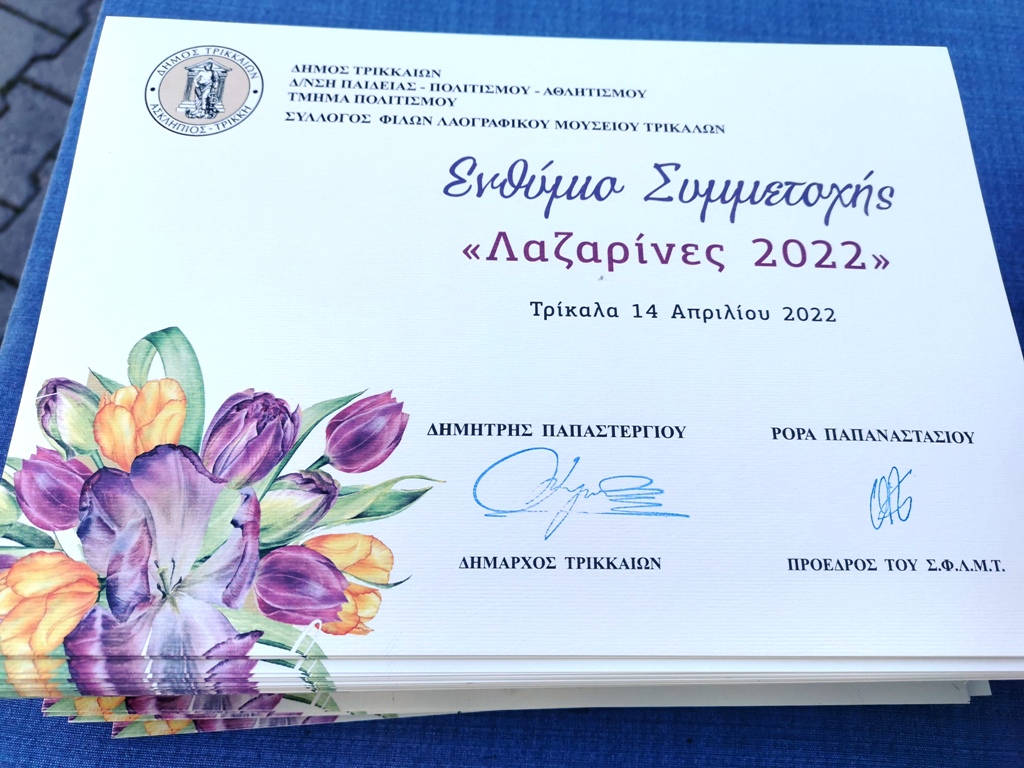 ΔΗΜΟΣ ΤΡΙΚΚΑΙΩΝ
ΑΣΚΛΗΠΙΟΣ - ΤΡΙΚΚΗ
ΔΗΜΟΣ ΤΡΙΚΚΑΙΩΝ
Δ/ΝΣΗ ΠΑΙΔΕΙΑΣ - ΠΟΛΙΤΙΣΜΟΥ - ΑΘΛΗΤΙΣΜΟΥ
ΤΜΗΜΑ ΠΟΛΙΤΙΣΜΟΥ
ΣΥΛΛΟΓΟΣ ΦΙΛΩΝ ΛΑΟΓΡΑΦΙΚΟΥ ΜΟΥΣΕΙΟΥ ΤΡΙΚΑΛΩΝ
Ενθύμιο Συμμετοχής
«Λαζαρίνες 2022»
Τρίκαλα 14 Απριλίου 2022
ΔΗΜΗΤΡΗΣ ΠΑΠΑΣΤΕΡΓΙΟΥ
ΡΟΡΑ ΠΑΠΑΝΑΣΤΑΣΙΟΥ
ΔΗΜΑΡΧΟΣ ΤΡΙΚΚΑΙΩΝ
ΠΡΟΕΔΡΟΣ ΤΟΥ Σ.Φ.Λ.Μ.Τ.